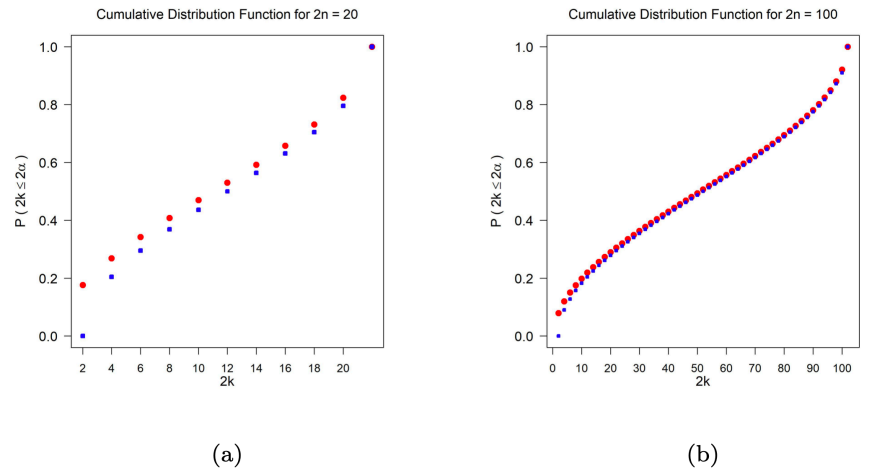 Cumulative Distribution Function for 2n = 20
1.0
0.8
0.6
0.4
0.2
0.0
P ( 2k ≤ 2α )
2 4 6 8 10 12 14 16 18 20
2k
(a)
Cumulative Distribution Function for 2n = 100
1.0
0.8
0.6
0.4
0.2
0.0
P ( 2k ≤ 2α )
0 10 20 30 40 50 60 70 80 90 100
2k
(b)